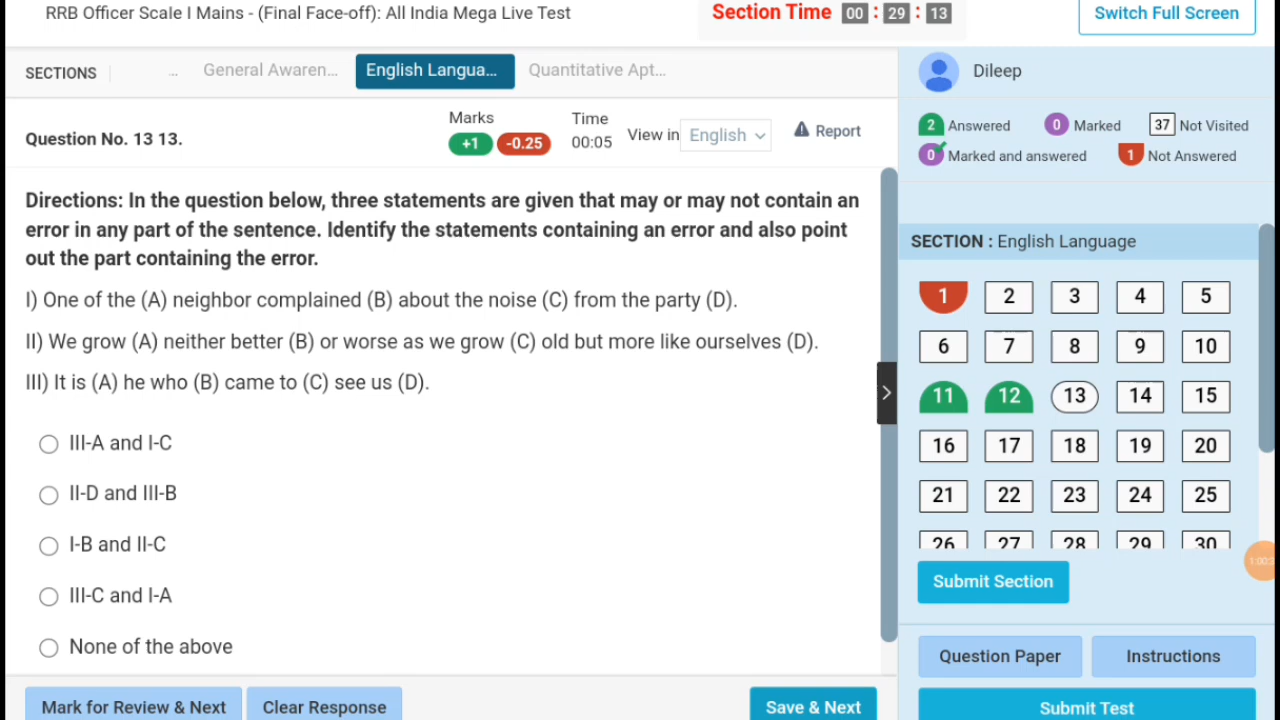 RRB Officer Scale I Mains - (Final Face-off): All India Mega Live Test
Section Time 00 : 29 : 13
Switch Full Screen
SECTIONS
... General Awaren... English Langua... Quantitative Apt...
Dileep
Question No. 13 13.
Marks
+1 -0.25
Time
00:05
View in English
Report
2 Answered 0 Marked 37 Not Visited
0 Marked and answered 1 Not Answered
Directions: In the question below, three statements are given that may or may not contain an
error in any part of the sentence. Identify the statements containing an error and also point
out the part containing the error.
I) One of the (A) neighbor complained (B) about the noise (C) from the party (D).
II) We grow (A) neither better (B) or worse as we grow (C) old but more like ourselves (D).
III) It is (A) he who (B) came to (C) see us (D).
III-A and I-C
II-D and III-B
I-B and II-C
III-C and I-A
None of the above
Mark for Review & Next Clear Response Save & Next
SECTION : English Language
1 2 3 4 5
6 7 8 9 10
11 12 13 14 15
16 17 18 19 20
21 22 23 24 25
26 27 28 29 30
Submit Section
Question Paper Instructions
Submit Test